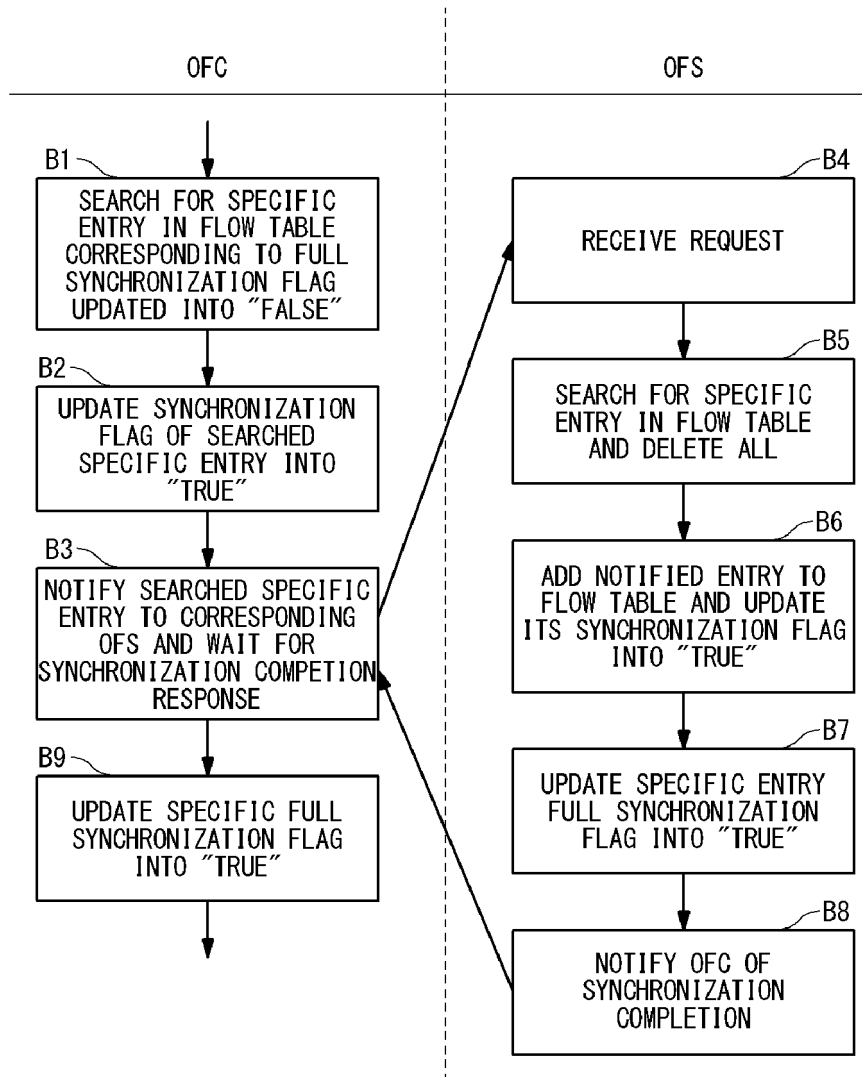 OFC
OFS
B1
SEARCH FOR SPECIFIC
ENTRY IN FLOW TABLE
CORRESPONDING TO FULL
SYNCHRONIZATION FLAG
UPDATED INTO "FALSE"
B2
UPDATE SYNCHRONIZATION
FLAG OF SEARCHED
SPECIFIC ENTRY INTO
"TRUE"
B3
NOTIFY SEARCHED SPECIFIC
ENTRY TO CORRESPONDING
OFS AND WAIT FOR
SYNCHRONIZATION COMPETION
RESPONSE
B9
UPDATE SPECIFIC FULL
SYNCHRONIZATION FLAG
INTO "TRUE"
B4
RECEIVE REQUEST
B5
SEARCH FOR SPECIFIC
ENTRY IN FLOW TABLE
AND DELETE ALL
B6
ADD NOTIFIED ENTRY TO
FLOW TABLE AND UPDATE
ITS SYNCHRONIZATION FLAG
INTO "TRUE"
B7
UPDATE SPECIFIC ENTRY
FULL SYNCHRONIZATION
FLAG INTO "TRUE"
B8
NOTIFY OFC OF
SYNCHRONIZATION
COMPLETION